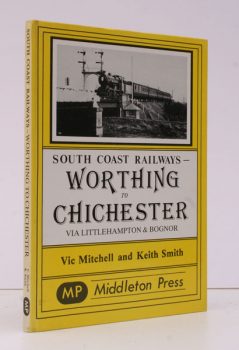 SOUTH COAST RAILWAYS –
WORTHING
TO
CHICHESTER
VIA LITTLEHAMPTON & BOGNOR
Vic Mitchell and Keith Smith
MP Middleton Press
SOUTH COAST RAILWAYS – WORTHING TO CHICHESTER
MP